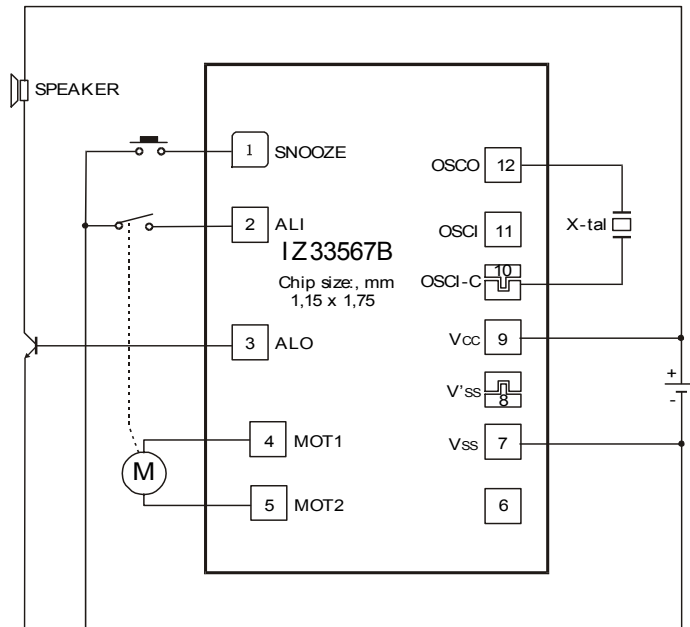 SPEAKER
1 SNOOZE
OSCO 12
2 ALI
OSCI 11
X-tal
IZ33567B
Chip size:, mm
1,15 x 1,75
10
OSCI-C
3 ALO
Vcc 9
+
V'ss
8
-
4 MOT1
Vss 7
M
5 MOT2
6